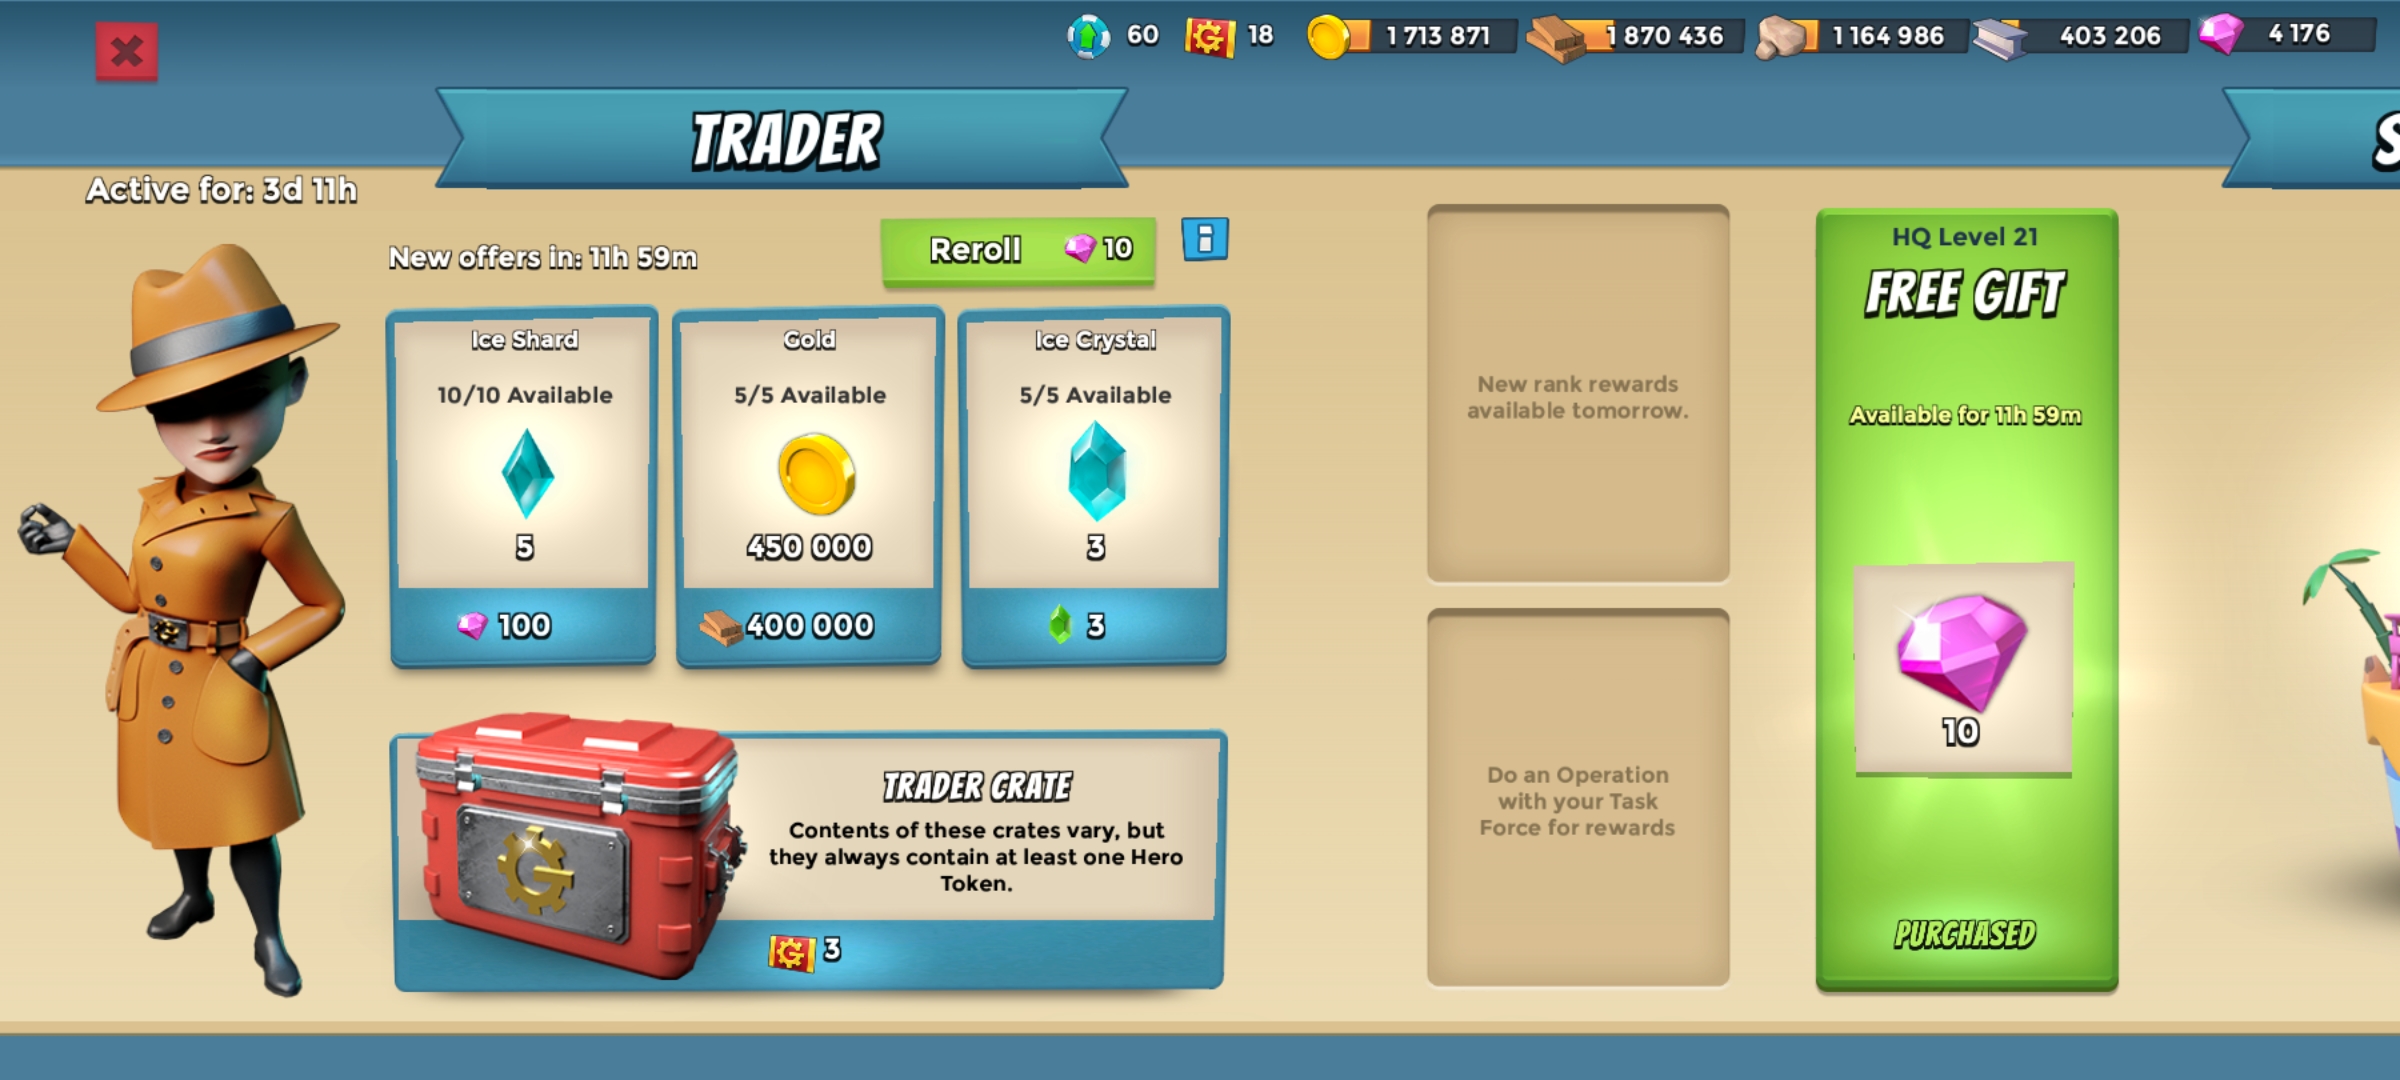 60
18
1 713 871
1 870 436
1 164 986
403 206
4 176
TRADER
Active for: 3d 11h
New offers in: 11h 59m
Reroll 10
Ice Shard
10/10 Available
5
100
Gold
5/5 Available
450 000
400 000
Ice Crystal
5/5 Available
3
3
TRADER CRATE
Contents of these crates vary, but
they always contain at least one Hero
Token.
3
New rank rewards
available tomorrow.
Do an Operation
with your Task
Force for rewards
HQ Level 21
FREE GIFT
Available for 11h 59m
10
PURCHASED